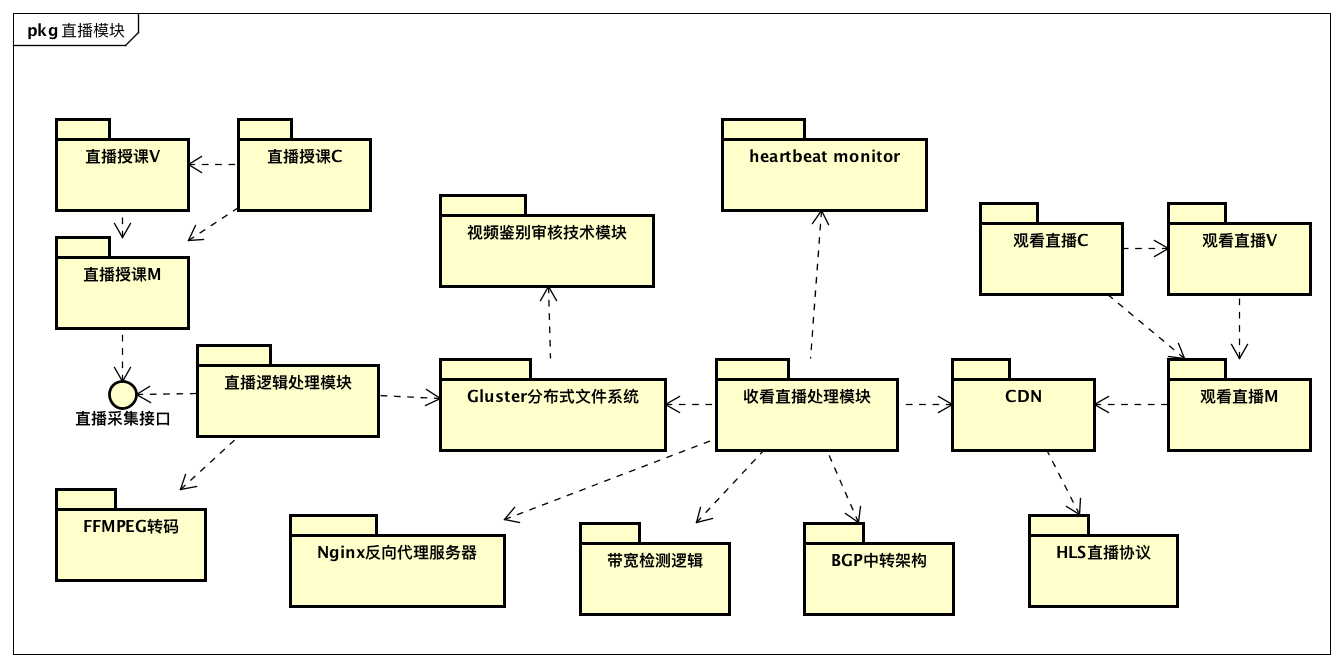 pkg 直播模块
直播授课V
直播授课C
heartbeat monitor
视频鉴别审核技术模块
观看直播C
观看直播V
直播授课M
直播逻辑处理模块
直播采集接口
Gluster分布式文件系统
收看直播处理模块
CDN
观看直播M
FFMPEG转码
Nginx反向代理服务器
带宽检测逻辑
BGP中转架构
HLS直播协议